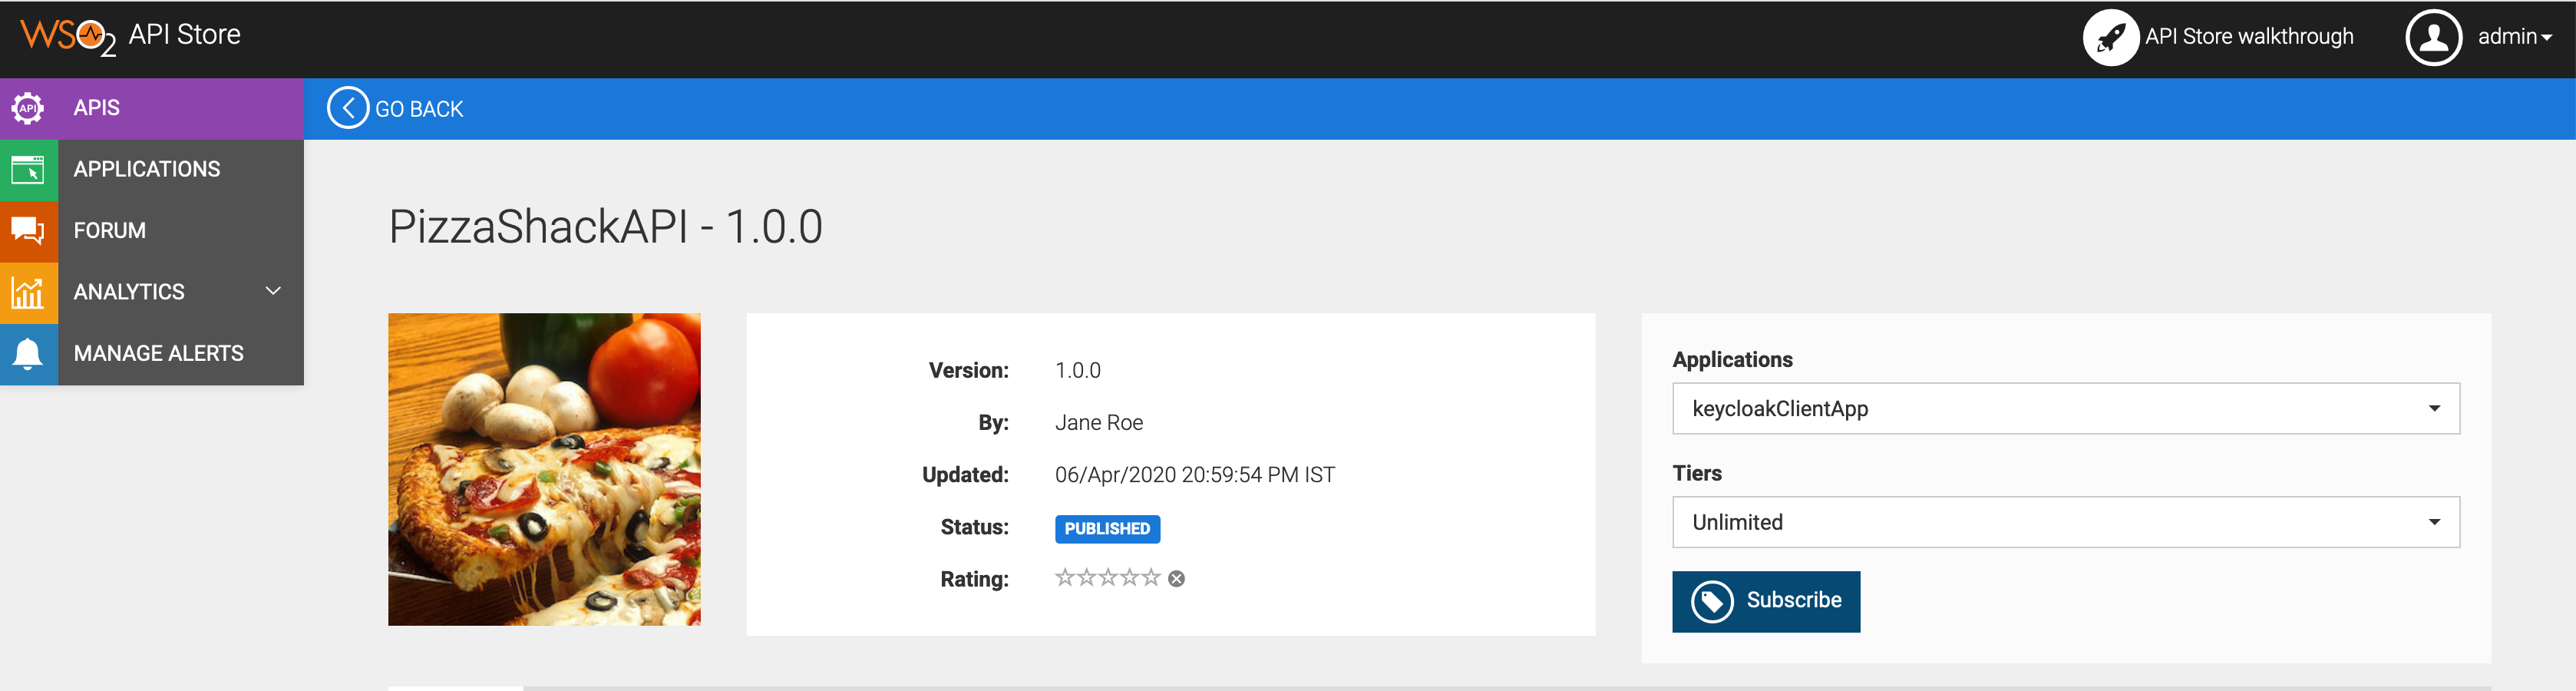 WSO2 API Store
API Store walkthrough
admin
API APIS
GO BACK
APPLICATIONS
FORUM
ANALYTICS
MANAGE ALERTS
PizzaShackAPI - 1.0.0
Version: 1.0.0
By: Jane Roe
Updated: 06/Apr/2020 20:59:54 PM IST
Status: PUBLISHED
Rating:
Applications
keycloakClientApp
Tiers
Unlimited
Subscribe